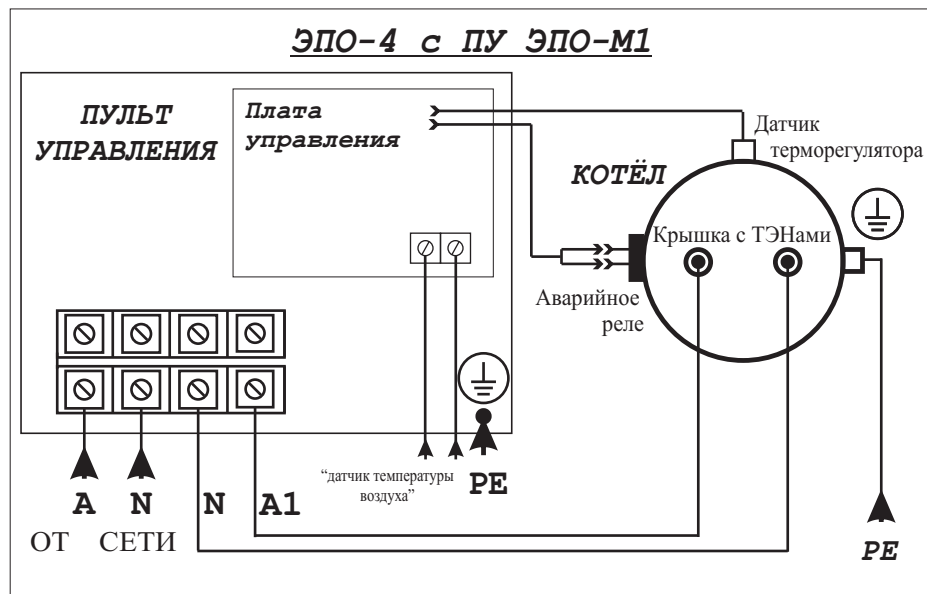 ЭПО-4 с ПУ ЭПО-М1
ПУЛЬТ
УПРАВЛЕНИЯ
Плата
управления
Датчик
терморегулятора
КОТЁЛ
Крышка с ТЭНами
Аварийное
реле
“датчик температуры
воздуха”
PE
A N N A1
ОТ СЕТИ
PE